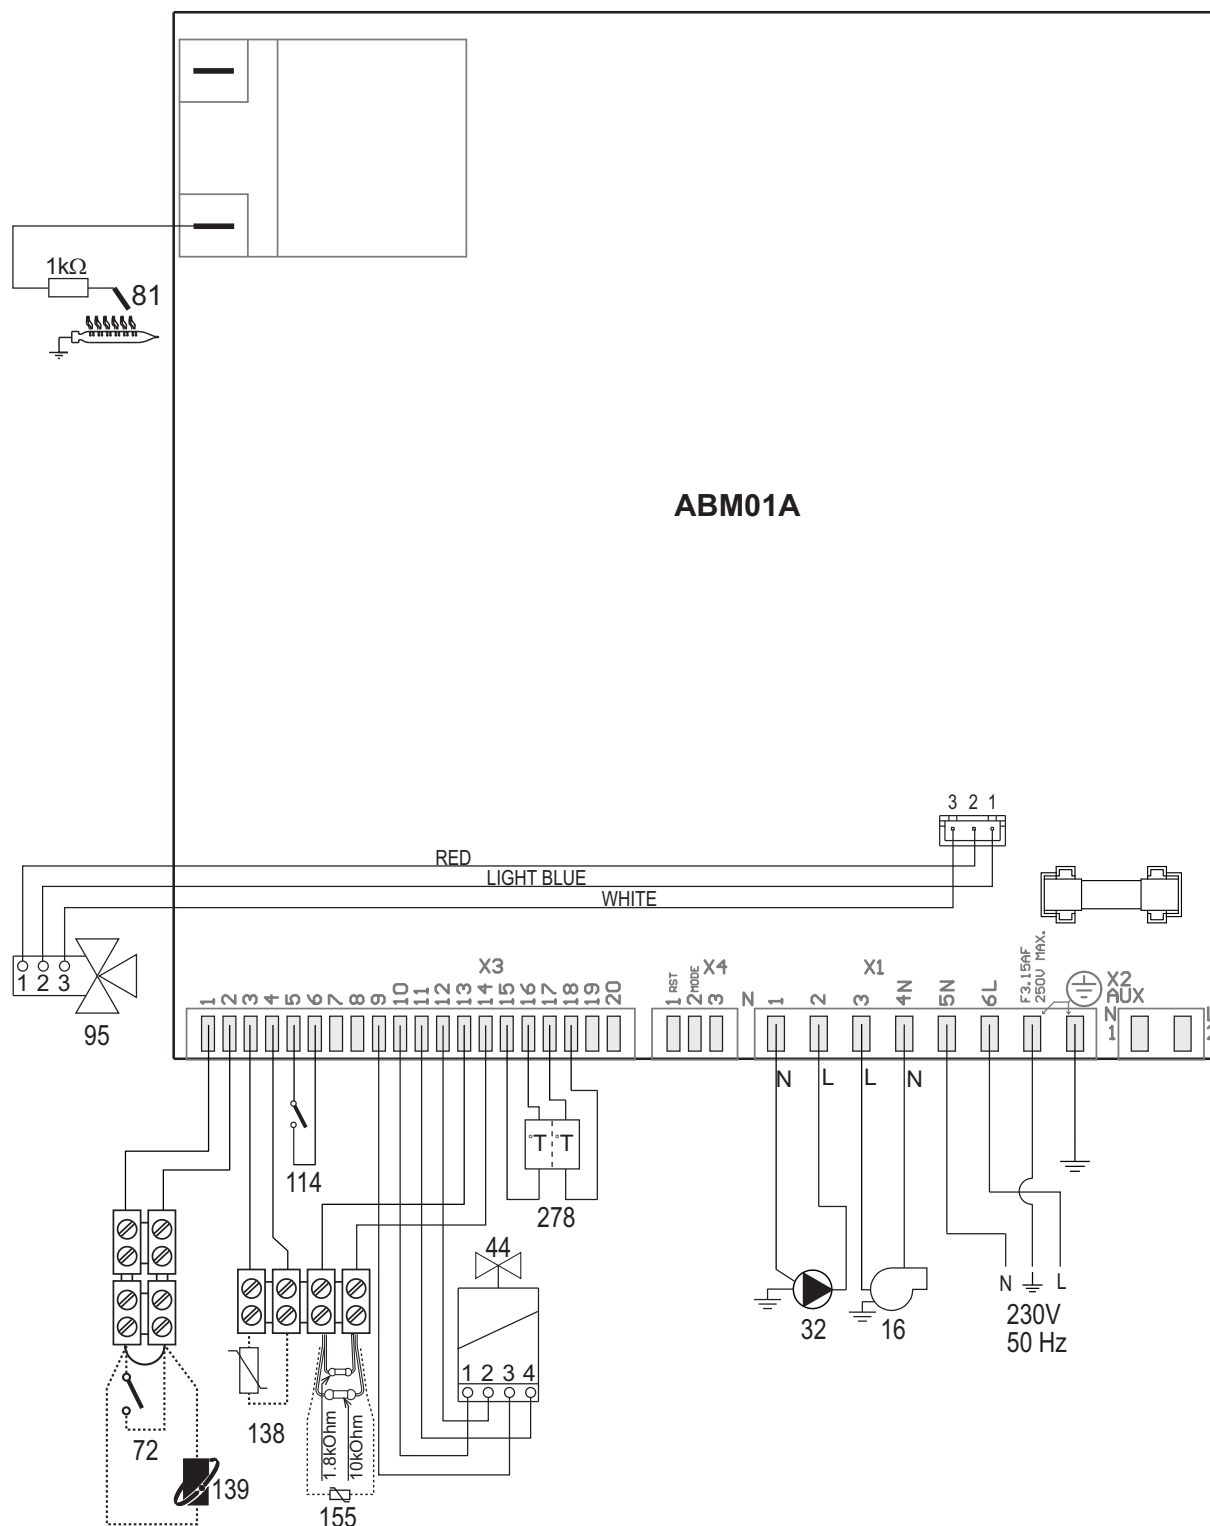 1kΩ
81
ABM01A
3 2 1
RED
LIGHT BLUE
WHITE
1 2 3
95
X3
1 2 3 4 5 6 7 8 9 10 11 12 13 14 15 16 17 18 19 20
X4
1 RST
2 MODE
3
N
X1
1 2 3 4N 5N 6L
F3.15AF
250V MAX.
X2
AUX
N
1
N L L N
°T °T
114
278
44
N L
230V
50 Hz
32
16
1 2 3 4
72
138
1.8kOhm
10kOhm
139
155